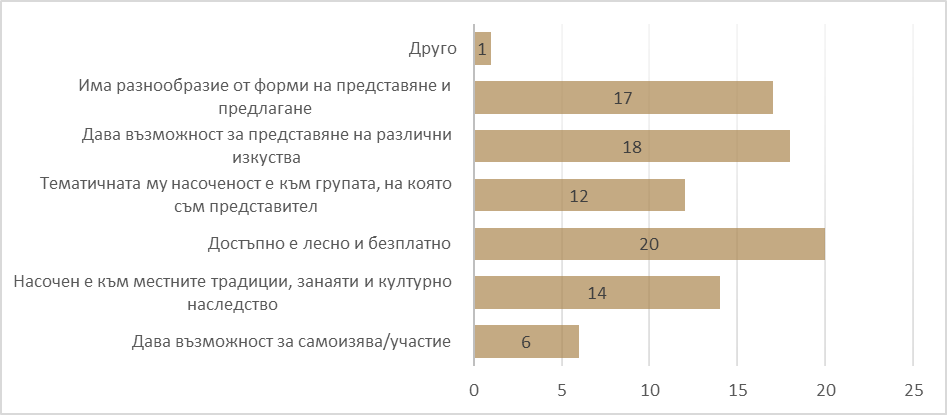 Друго
1
Има разнообразие от форми на представяне и
предлагане
17
Дава възможност за представяне на различни
изкуства
18
Тематичната му насоченост е към групата, на която
съм представител
12
Достъпно е лесно и безплатно
20
Насочен е към местните традиции, занаяти и културно
наследство
14
Дава възможност за самоизява/участие
6
0 5 10 15 20 25